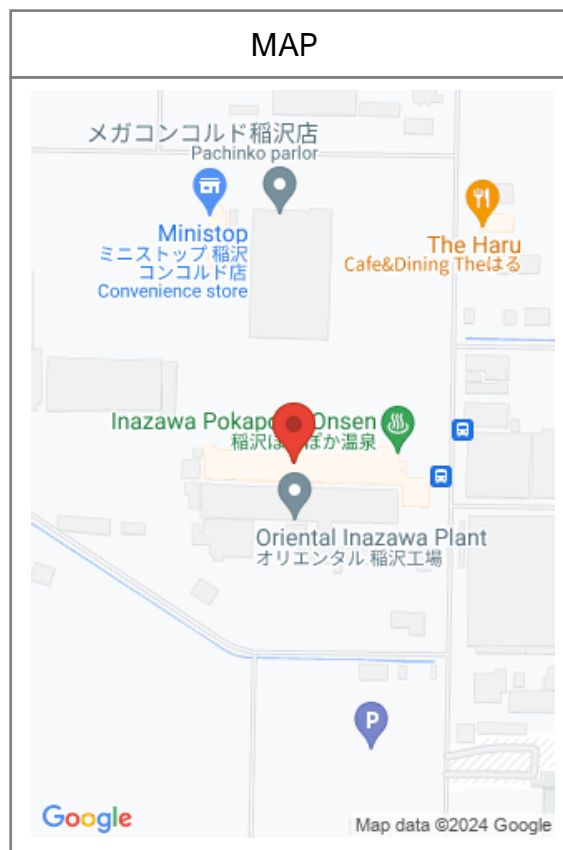 MAP
メガコンコルド稲沢店
Pachinko parlor
Ministop
ミニストップ 稲沢
コンコルド店
Convenience store
The Haru
Cafe&Dining Theはる
Inazawa Onsen
稲沢 ぽか温泉
Oriental Inazawa Plant
オリエンタル 稲沢工場
P
Google
Map data ©2024 Google